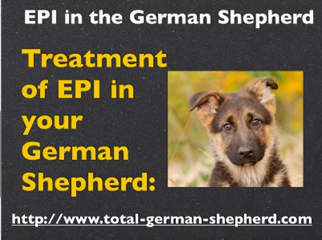 EPI in the German Shepherd
Treatment
of EPI in
your
German
Shepherd:
http://www.total-german-shepherd.com